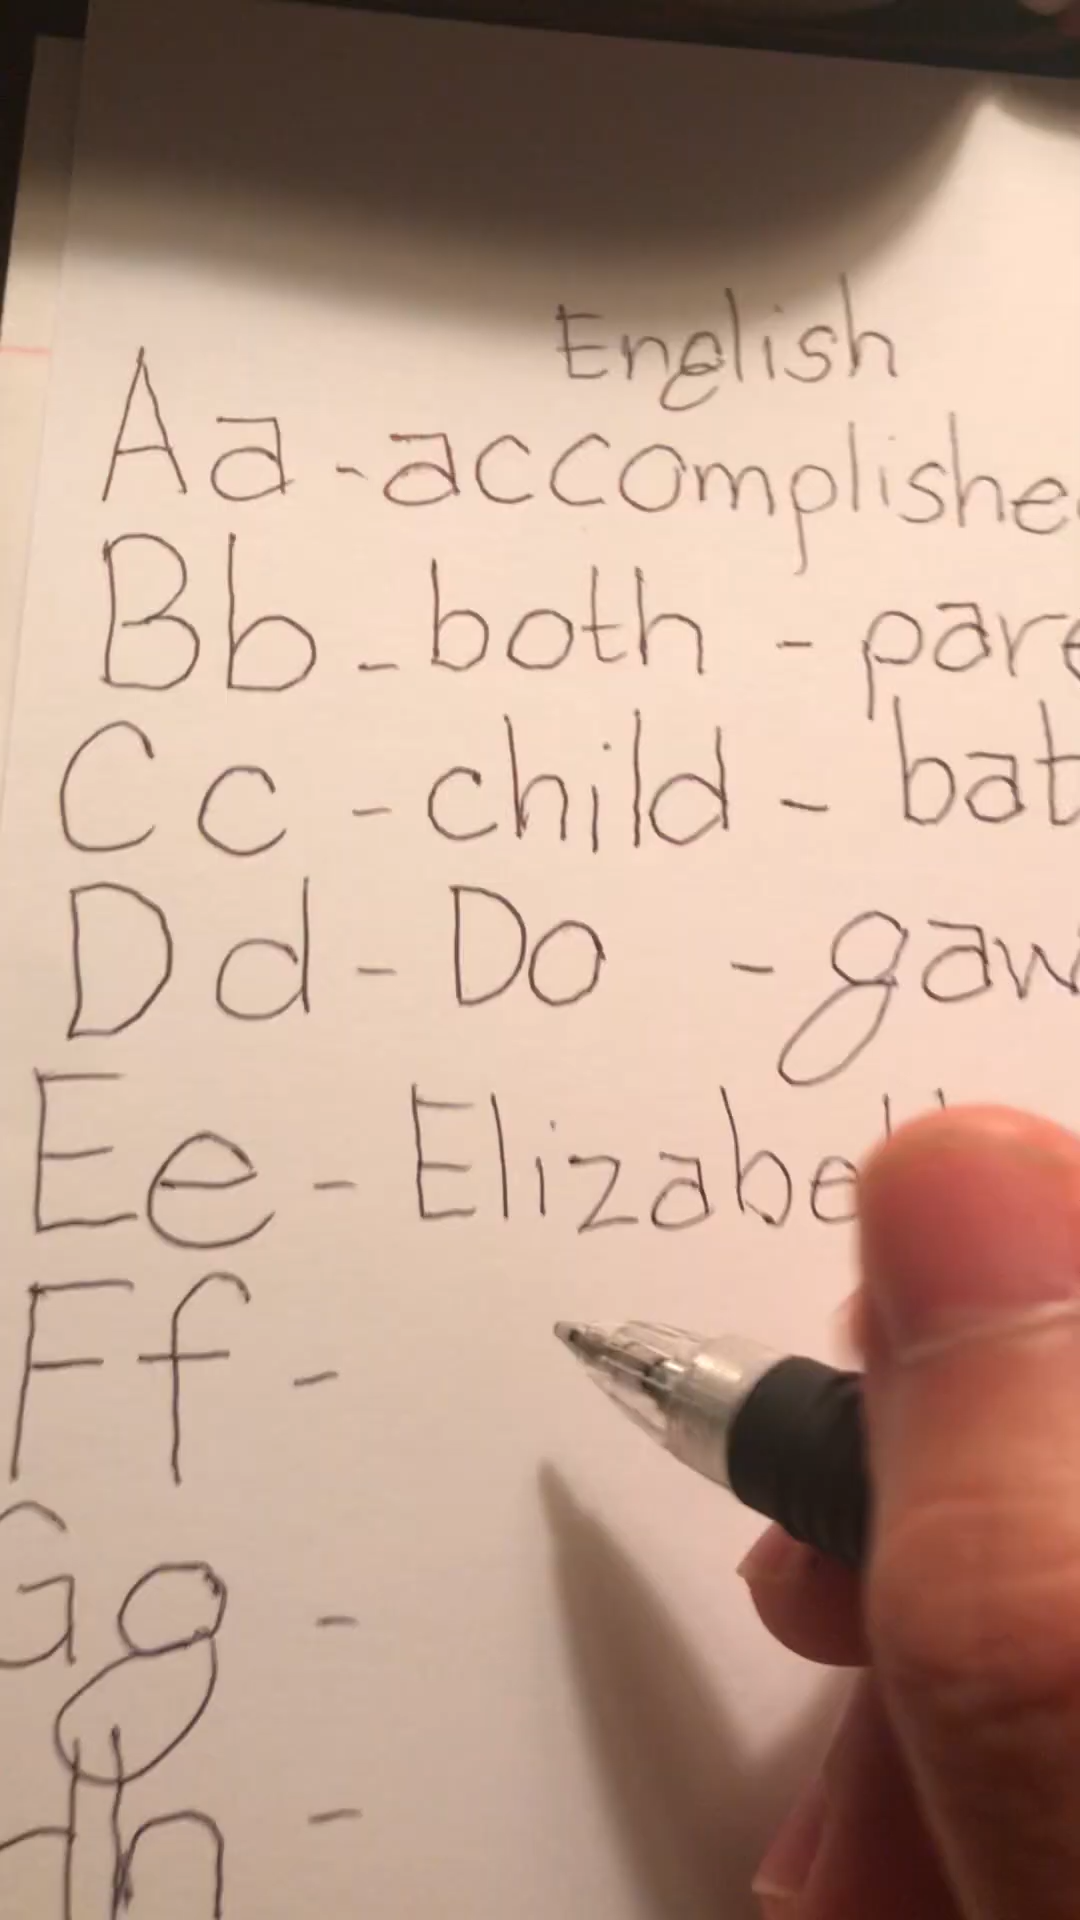 English
Aa - accomplishe
Bb - both - pare
Cc - child - bat
Dd - Do - gaw
Ee - Elizabe
Ff -
Gg -
Hh -